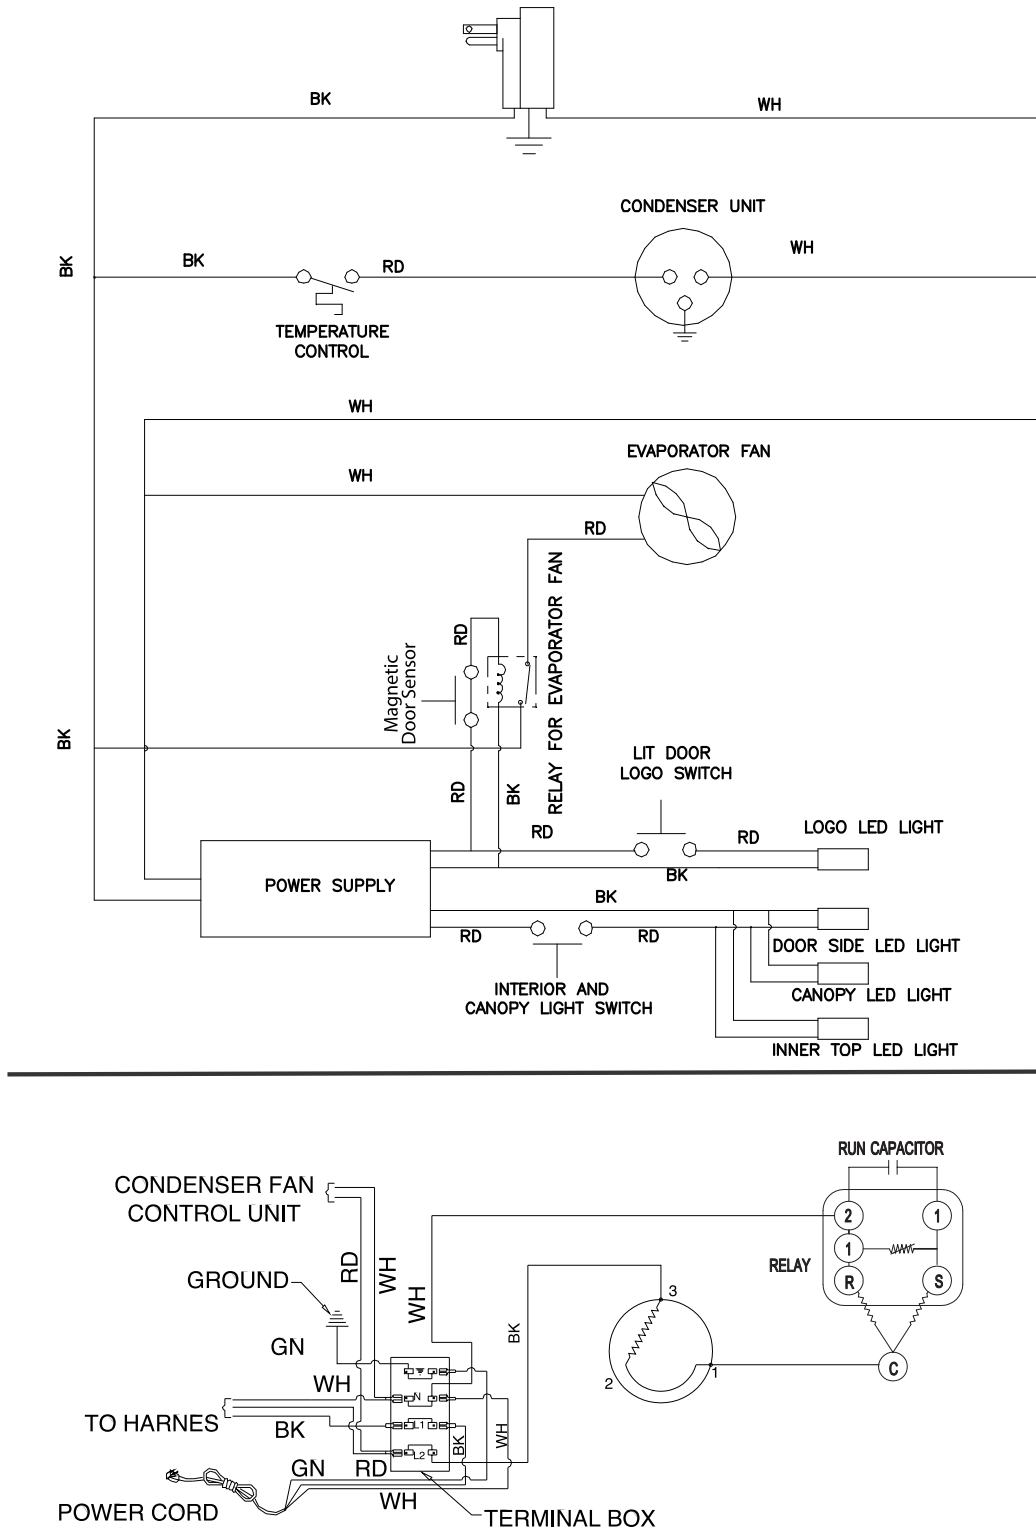 BK
WH
CONDENSER UNIT
WH
BK
BK
RD
TEMPERATURE
CONTROL
WH
EVAPORATOR FAN
WH
RD
RELAY FOR EVAPORATOR FAN
RD
Magnetic
Door Sensor
BK
LIT DOOR
LOGO SWITCH
RD
BK
RD
RD
LOGO LED LIGHT
BK
POWER SUPPLY
BK
RD
RD
DOOR SIDE LED LIGHT
INTERIOR AND
CANOPY LIGHT SWITCH
CANOPY LED LIGHT
INNER TOP LED LIGHT
RUN CAPACITOR
CONDENSER FAN
CONTROL UNIT
2
1
1
RELAY
R
S
C
RD
WH
WH
GROUND
BK
3
2
1
GN
WH
N
TO HARNES
BK
L1
BK
WH
L2
GN
RD
WH
POWER CORD
TERMINAL BOX